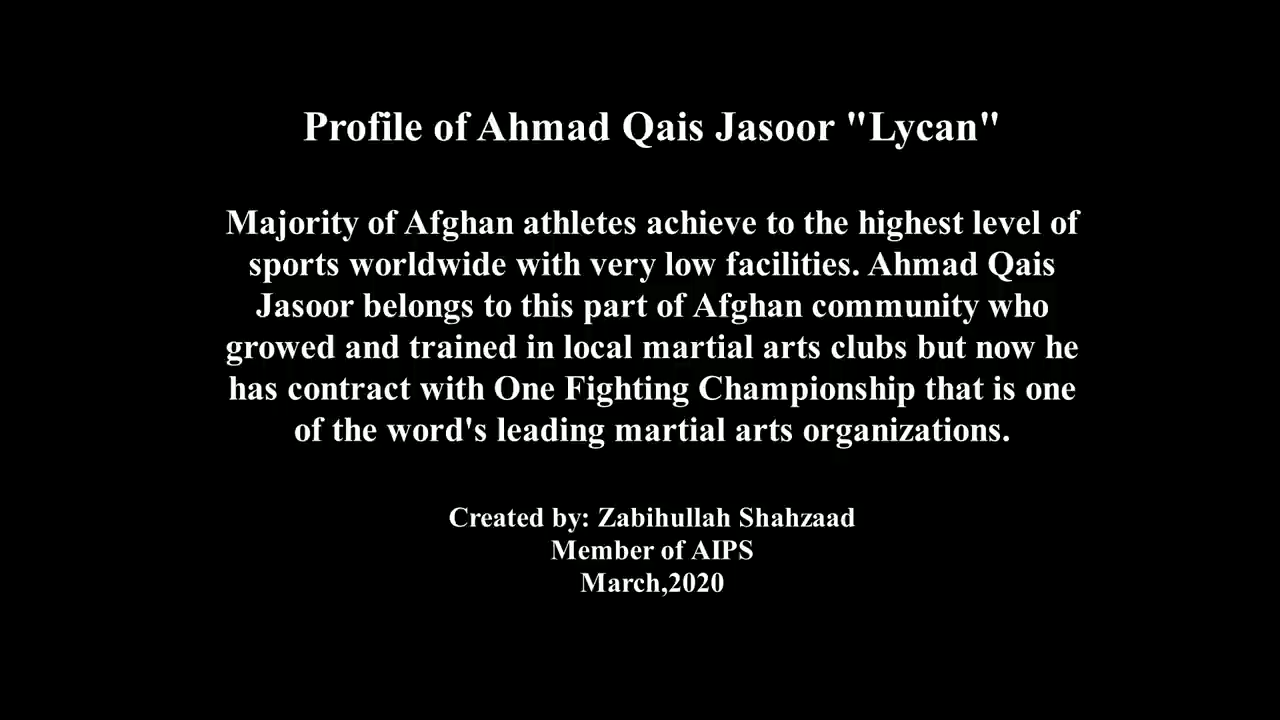 Profile of Ahmad Qais Jasoor "Lycan"
Majority of Afghan athletes achieve to the highest level of
sports worldwide with very low facilities. Ahmad Qais
Jasoor belongs to this part of Afghan community who
growed and trained in local martial arts clubs but now he
has contract with One Fighting Championship that is one
of the word's leading martial arts organizations.
Created by: Zabihullah Shahzaad
Member of AIPS
March,2020